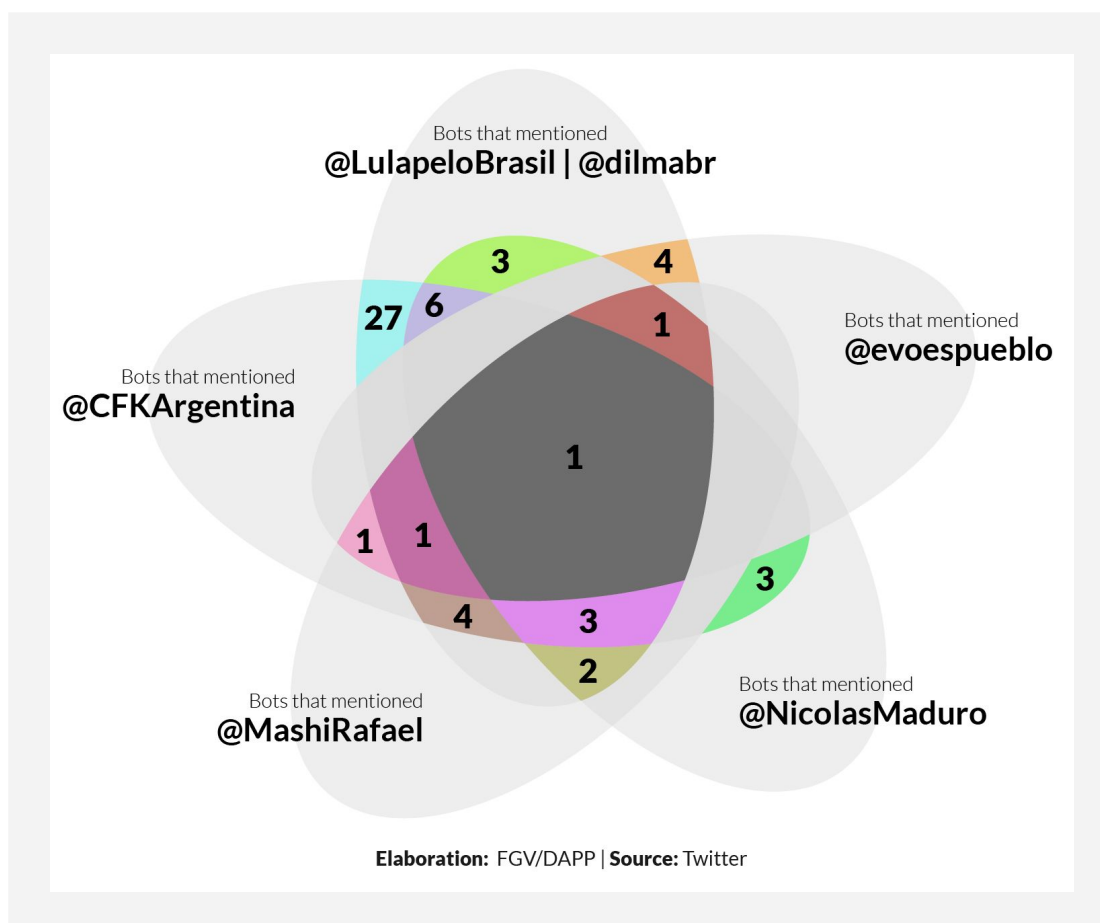 Bots that mentioned
@LulapeloBrasil | @dilmabr
3
4
27
6
1
Bots that mentioned
@evoespueblo
Bots that mentioned
@CFKArgentina
1
1
1
3
4
3
2
Bots that mentioned
@MashiRafael
Bots that mentioned
@NicolasMaduro
Elaboration: FGV/DAPP | Source: Twitter